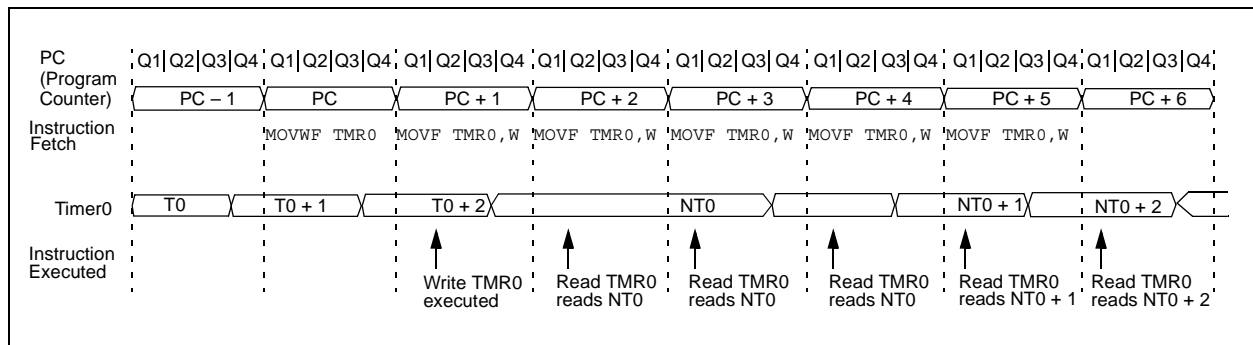 PC
(Program
Counter)
Q1 Q2 Q3 Q4 Q1 Q2 Q3 Q4 Q1 Q2 Q3 Q4 Q1 Q2 Q3 Q4 Q1 Q2 Q3 Q4 Q1 Q2 Q3 Q4 Q1 Q2 Q3 Q4 Q1 Q2 Q3 Q4
PC – 1 PC PC + 1 PC + 2 PC + 3 PC + 4 PC + 5 PC + 6
Instruction
Fetch
MOVWF TMR0 MOVF TMR0,W MOVF TMR0,W MOVF TMR0,W MOVF TMR0,W MOVF TMR0,W
Timer0
T0 T0 + 1 T0 + 2 NT0 NT0 + 1 NT0 + 2
Instruction
Executed
Write TMR0
executed
Read TMR0
reads NT0
Read TMR0
reads NT0
Read TMR0
reads NT0
Read TMR0
reads NT0 + 1
Read TMR0
reads NT0 + 2